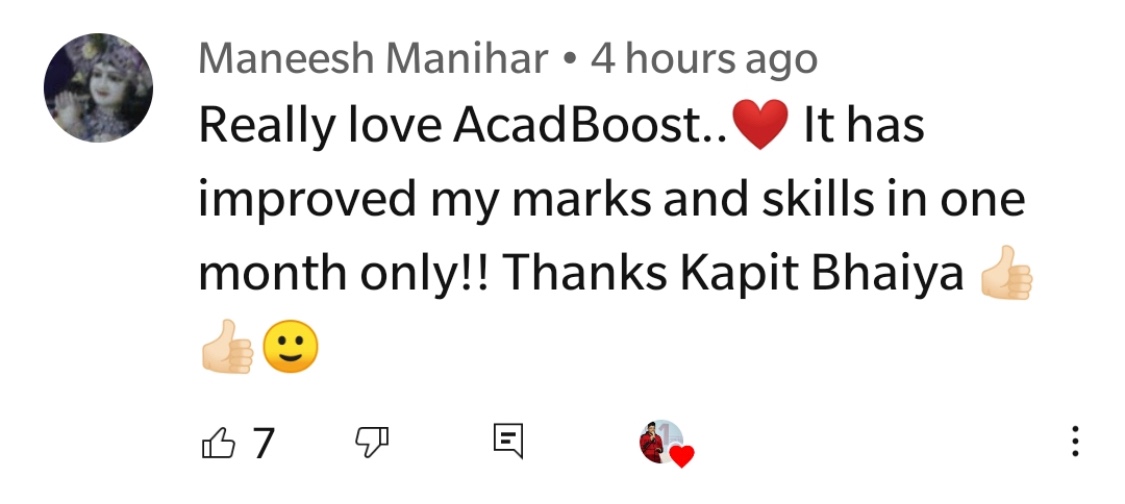 Maneesh Manihar • 4 hours ago
Really love AcadBoost..❤️ It has
improved my marks and skills in one
month only!! Thanks Kapit Bhaiya 👍🏻
👍🏻🙂
7